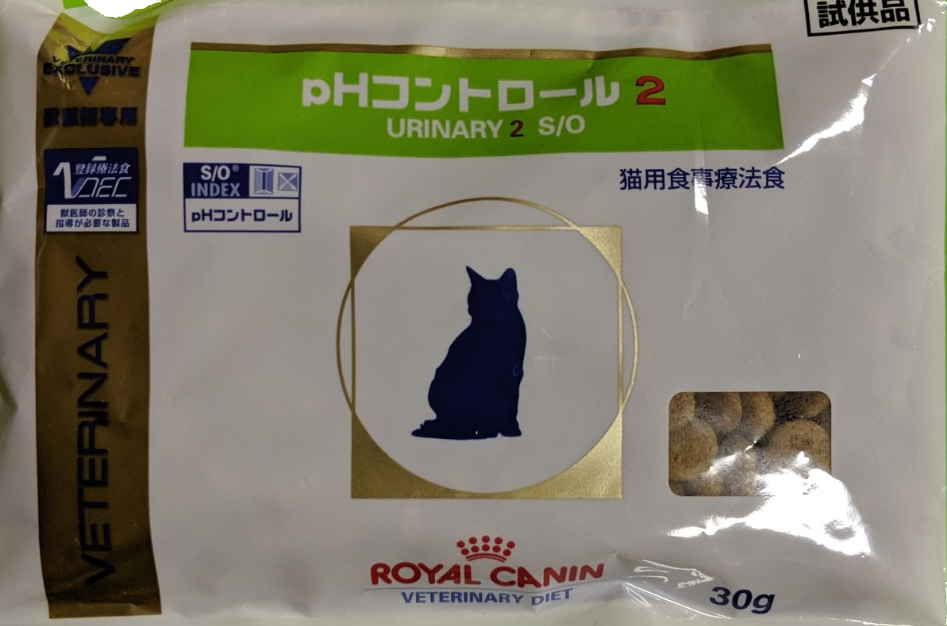 試供品
VETERINARY
EXCLUSIVE
獣医師専用
pHコントロール 2
URINARY 2 S/O
登録療法食
VDEC
獣医師の診察と
指導が必要な製品
S/O®
INDEX
pHコントロール
猫用食事療法食
VETERINARY
ROYAL CANIN
VETERINARY DIET
30g